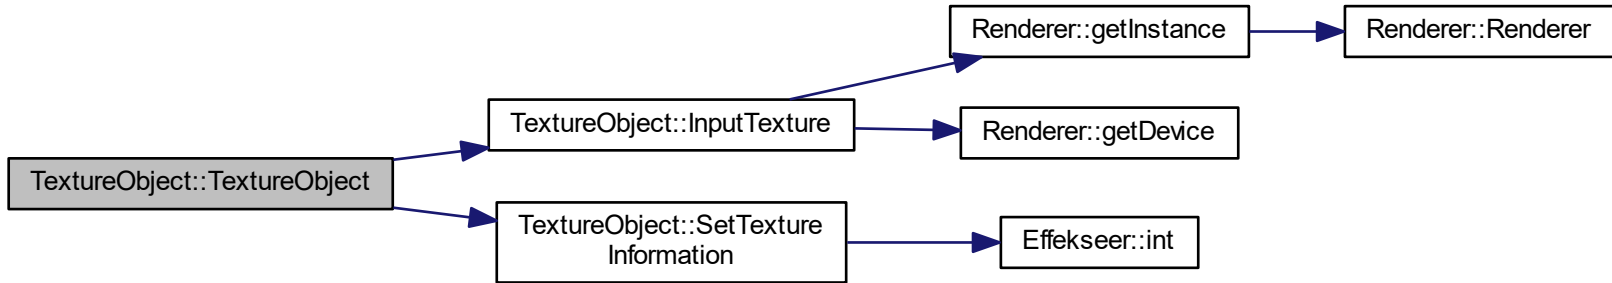 Renderer::getInstance
Renderer::Renderer
TextureObject::InputTexture
Renderer::getDevice
TextureObject::TextureObject
TextureObject::SetTexture
Information
Effekseer::int